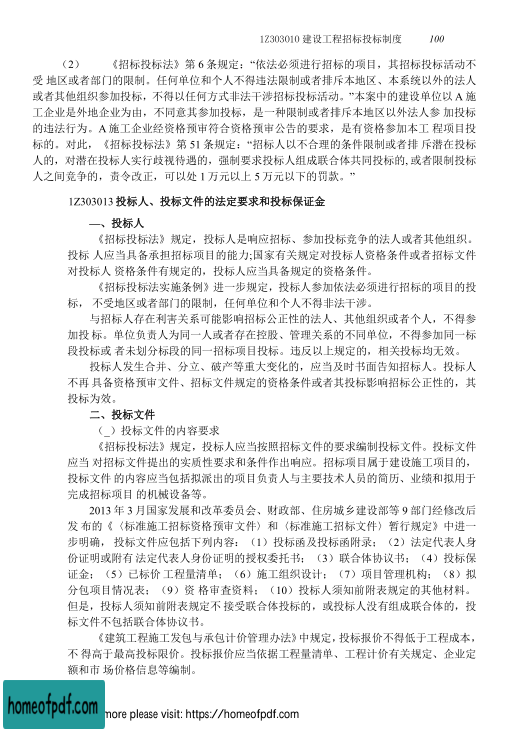 1Z303010 建设工程招标投标制度 100
（2） 《招标投标法》第 6 条规定：“依法必须进行招标的项目，其招标投标活动不
受 地区或者部门的限制。任何单位和个人不得违法限制或者排斥本地区、本系统以外的法人
或者其他组织参加投标，不得以任何方式非法干涉招标投标活动。”本案中的建设单位以 A 施
工企业是外地企业为由，不同意其参加投标，是一种限制或者排斥本地区以外法人参 加投标
的违法行为。A 施工企业经资格预审符合资格预审公告的要求，是有资格参加本工 程项目投
标的。对此，《招标投标法》第 51 条规定：“招标人以不合理的条件限制或者排 斥潜在投标
人的，对潜在投标人实行歧视待遇的，强制要求投标人组成联合体共同投标的, 或者限制投标
人之间竞争的，责令改正，可以处 1 万元以上 5 万元以下的罚款。”
1Z303013 投标人、投标文件的法定要求和投标保证金
一、投标人
《招标投标法》规定，投标人是响应招标、参加投标竞争的法人或者其他组织。
投标 人应当具备承担招标项目的能力;国家有关规定对投标人资格条件或者招标文件
对投标人 资格条件有规定的，投标人应当具备规定的资格条件。
《招标投标法实施条例》进一步规定，投标人参加依法必须进行招标的项目的投
标， 不受地区或者部门的限制，任何单位和个人不得非法干涉。
与招标人存在利害关系可能影响招标公正性的法人、其他组织或者个人，不得参
加投 标。单位负责人为同一人或者存在控股、管理关系的不同单位，不得参加同一标
段投标或 者未划分标段的同一招标项目投标。违反以上规定的，相关投标均无效。
投标人发生合并、分立、破产等重大变化的，应当及时书面告知招标人。投标人
不再 具备资格预审文件、招标文件规定的资格条件或者其投标影响招标公正性的，其
投标为效。
二、投标文件
（_）投标文件的内容要求
《招标投标法》规定，投标人应当按照招标文件的要求编制投标文件。投标文件
应当 对招标文件提出的实质性要求和条件作出响应。招标项目属于建设施工项目的，
投标文件 的内容应当包括拟派出的项目负责人与主要技术人员的简历、业绩和拟用于
完成招标项目 的机械设备等。
2013 年 3 月国家发展和改革委员会、财政部、住房城乡建设部等 9 部门经修改后
发 布的《〈标准施工招标资格预审文件〉和〈标准施工招标文件〉暂行规定》中进一
步明确， 投标文件应包括下列内容：（1）投标函及投标函附录；（2）法定代表人身
份证明或附有 法定代表人身份证明的授权委托书；（3）联合体协议书；（4）投标保
证金；（5）已标价 工程量清单；（6）施工组织设计；（7）项目管理机构；（8）拟
分包项目情况表；（9）资 格审査资料；（10）投标人须知前附表规定的其他材料。
但是，投标人须知前附表规定不 接受联合体投标的，或投标人没有组成联合体的，投
标文件不包括联合体协议书。
《建筑工程施工发包与承包计价管理办法》中规定，投标报价不得低于工程成本，
不 得高于最高投标限价。投标报价应当依据工程量清单、工程计价有关规定、企业定
额和市 场价格信息等编制。
homeofpdf.com
more please visit: https://homeofpdf.com